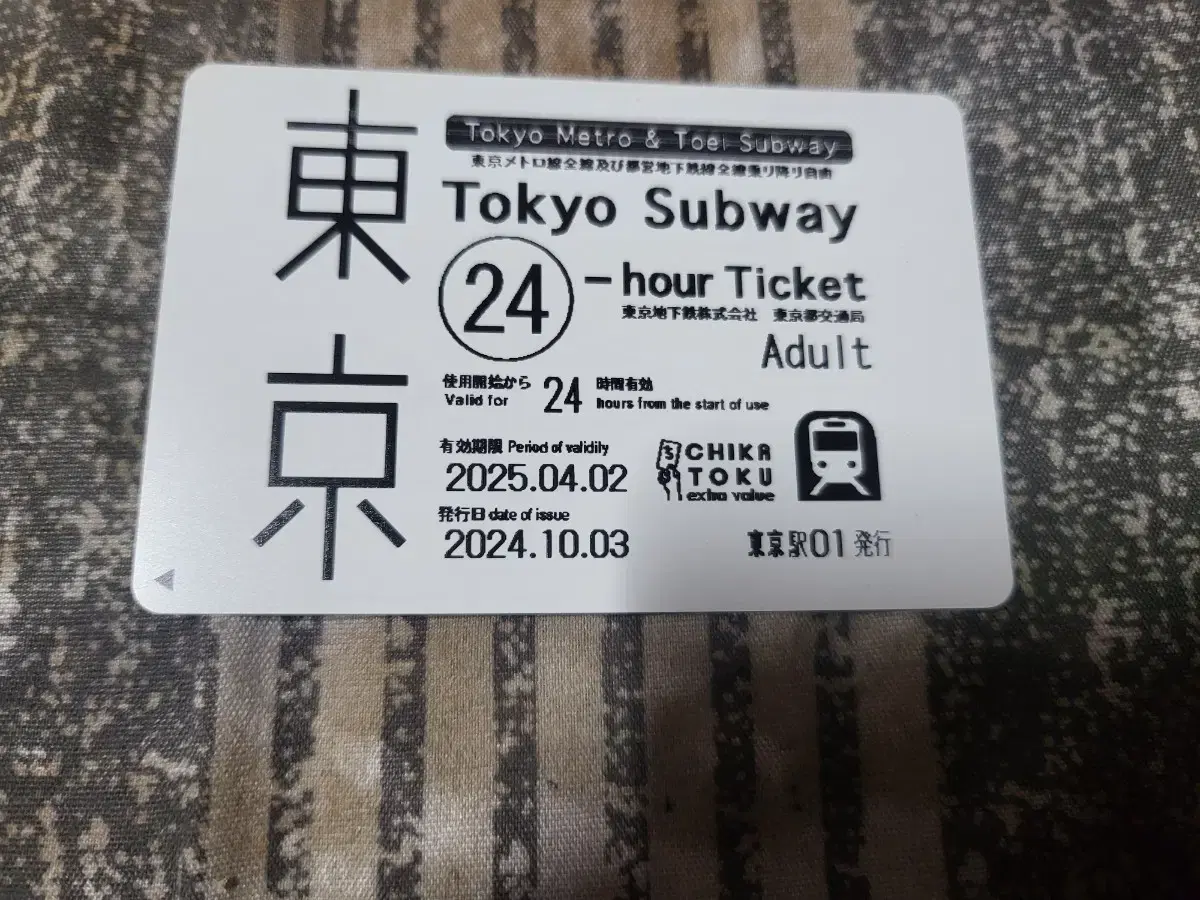 東京
Tokyo Metro & Toei Subway
東京メトロ線全線及び都営地下鉄線全線乗り降り自由
Tokyo Subway
24-hour Ticket
東京地下鉄株式会社 東京都交通局
Adult
使用開始から 24 時間有効
Valid for 24 hours from the start of use
有効期限 Period of validity
2025.04.02
CHIKA
TOKU
extra value
発行日 date of issue
2024.10.03
東京駅01発行